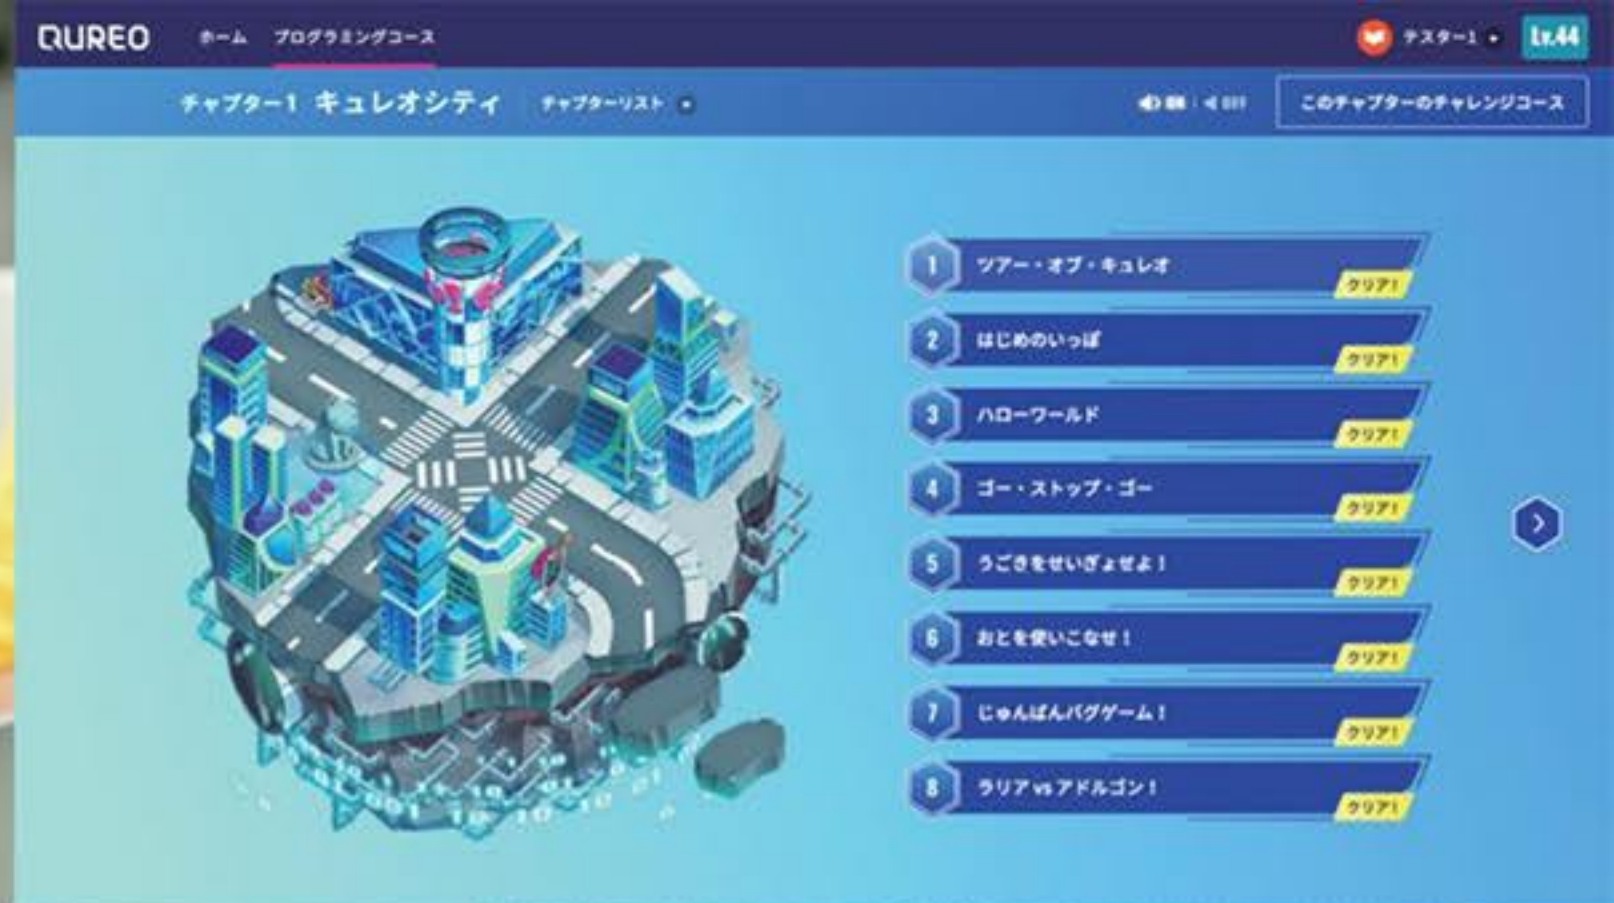 QUREO
ホーム プログラミングコース
テスター1
Lv.44
チャプター1 キュレオシティ
チャプターリスト
ON
OFF
このチャプターのチャレンジコース
1 ツアー・オブ・キュレオ
クリア!
2 はじめのいっぽ
クリア!
3 ハローワールド
クリア!
4 ゴー・ストップ・ゴー
クリア!
5 うごきをせいぎょせよ!
クリア!
6 おとを使いこなせ!
クリア!
7 じゅんばんバグゲーム!
クリア!
8 ラリア vs アドルゴン!
クリア!